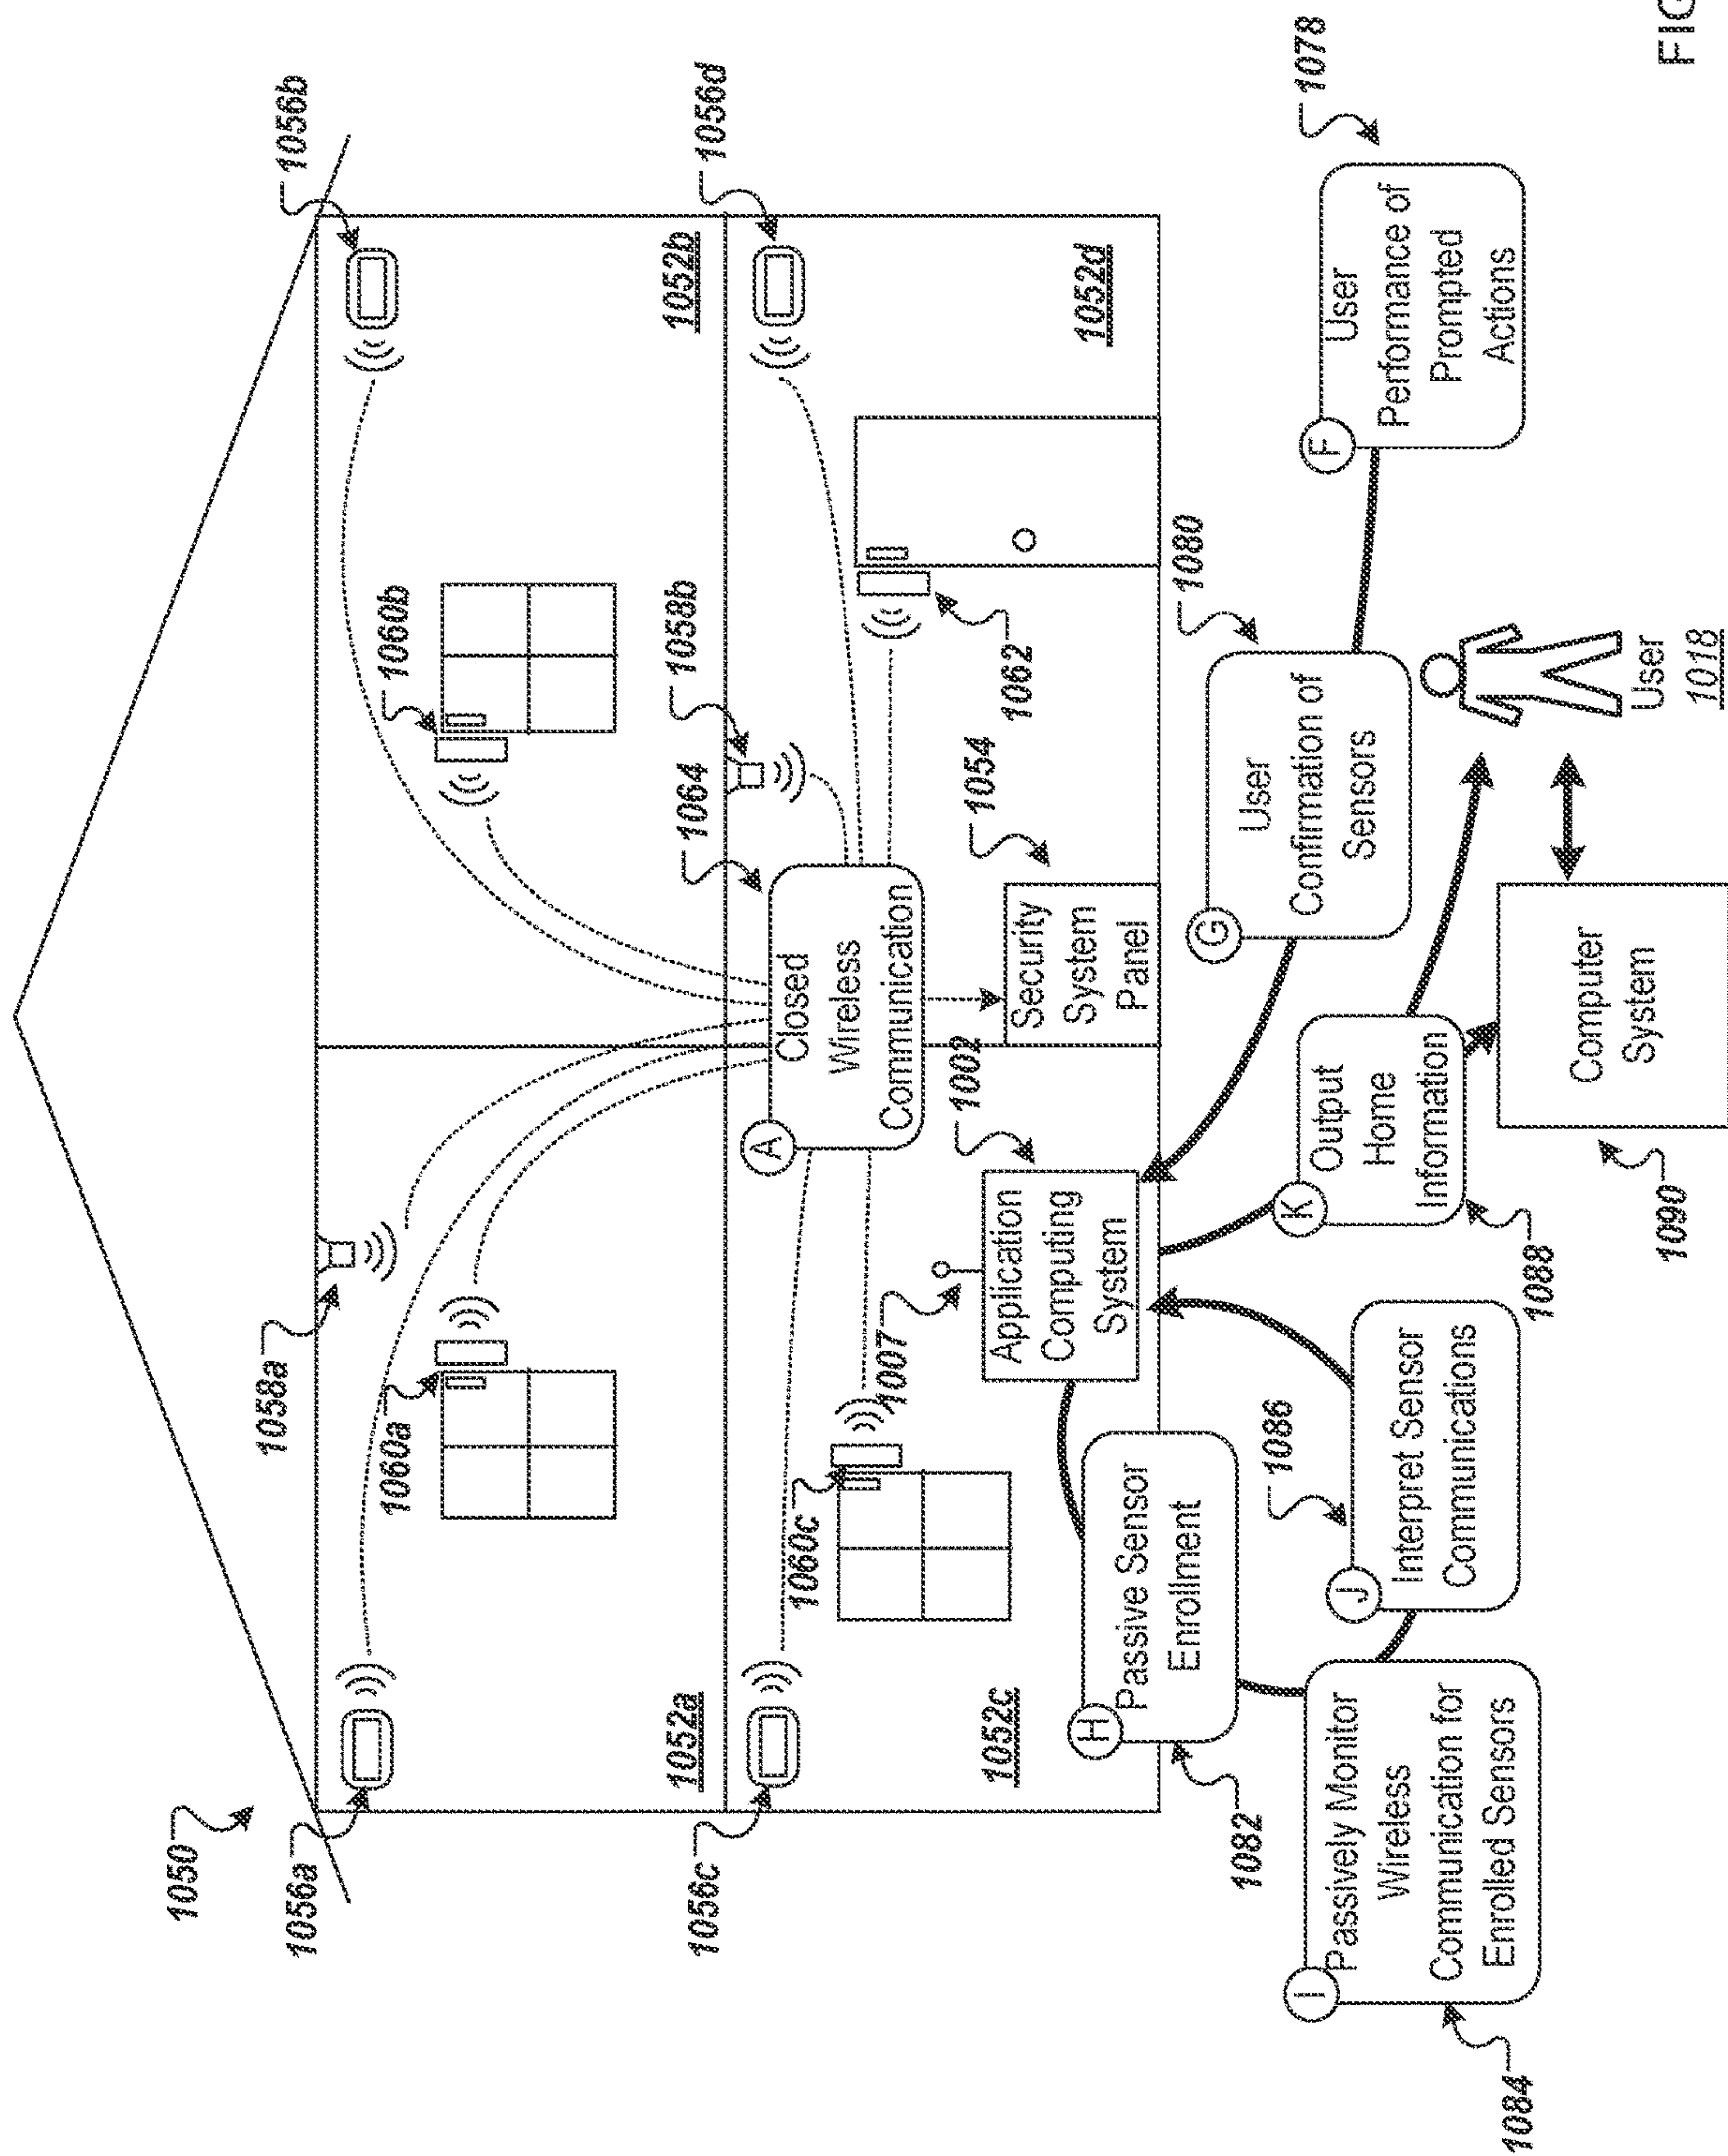 1050
1056a
1058a
1056b
1060a
1060b
1052a
1052b
1056c
1064
1058b
1056d
1060c
A
Closed
Wireless
Communication
1062
1007
1002
1054
1052c
1052d
Application
Computing
System
Security
System
Panel
H
Passive Sensor
Enrollment
1082
1086
G
User
Confirmation of
Sensors
1080
F
User
Performance of
Prompted
Actions
1078
I
Passively Monitor
Wireless
Communication for
Enrolled Sensors
1084
J
Interpret Sensor
Communications
K
Output
Home
Information
1088
User
1018
Computer
System
1090
FIG